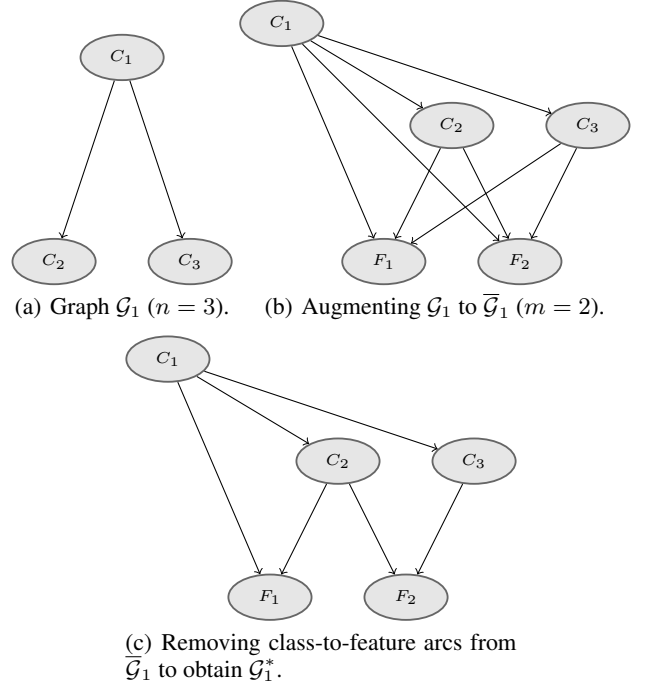 C₁
C₂ C₃
(a) Graph 𝒢₁ (n = 3).
C₁
C₂ C₃
F₁ F₂
(b) Augmenting 𝒢₁ to 𝒢̅₁ (m = 2).
C₁
C₂ C₃
F₁ F₂
(c) Removing class-to-feature arcs from
𝒢̅₁ to obtain 𝒢₁*.